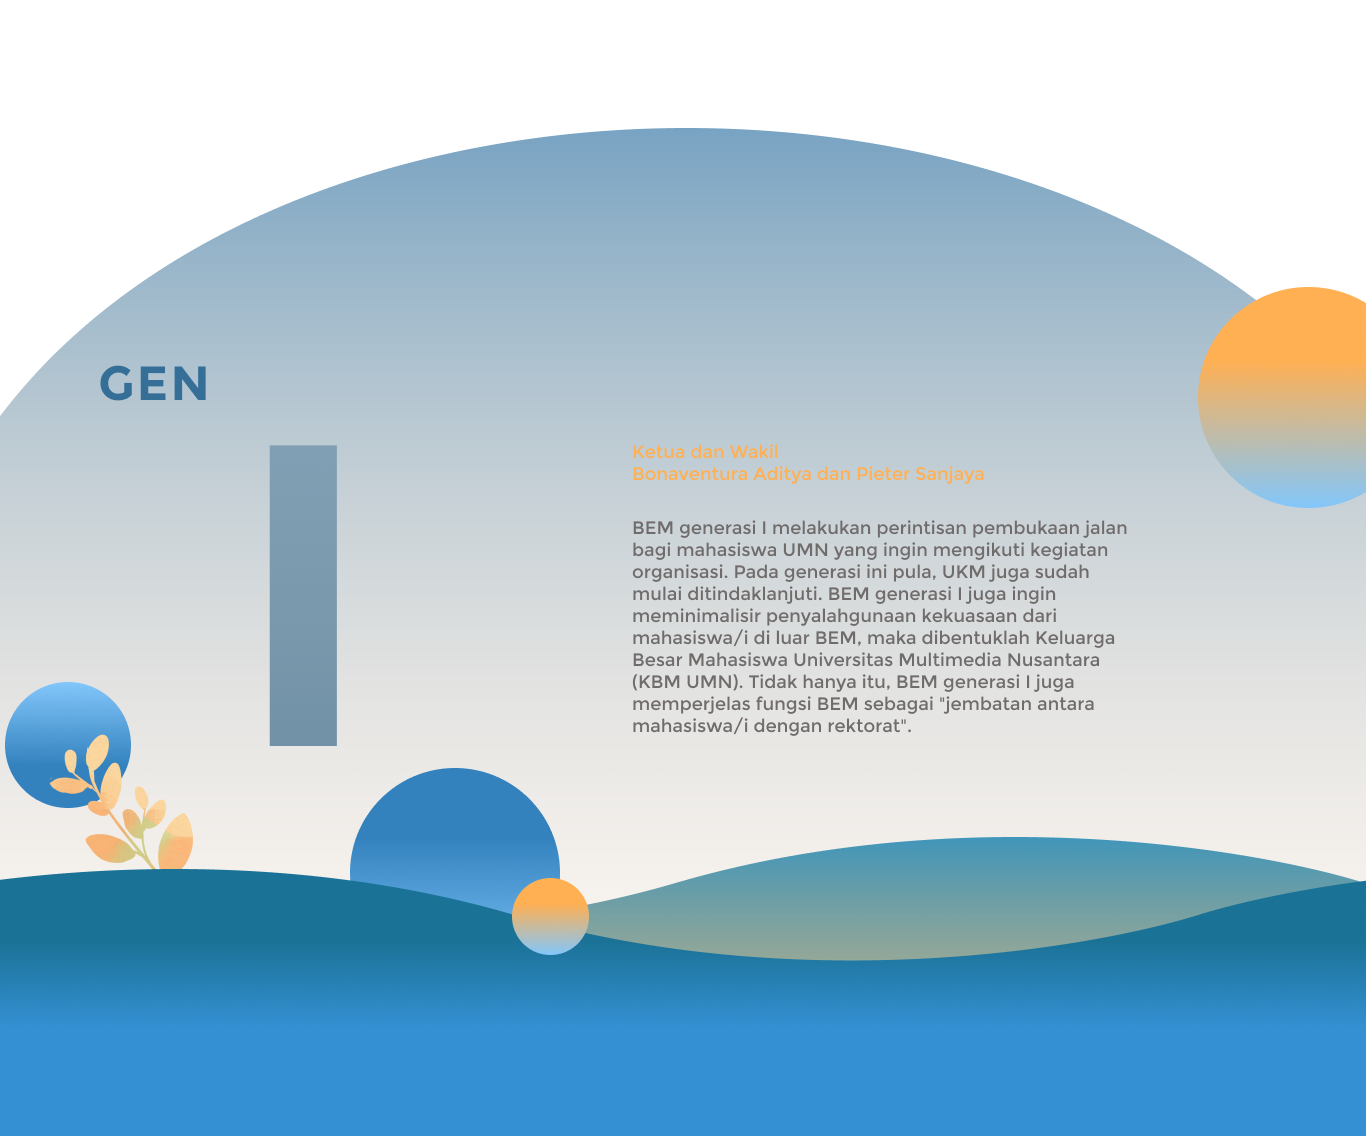 GEN
I
Ketua dan Wakil
Bonaventura Aditya dan Pieter Sanjaya
BEM generasi I melakukan perintisan pembukaan jalan
bagi mahasiswa UMN yang ingin mengikuti kegiatan
organisasi. Pada generasi ini pula, UKM juga sudah
mulai ditindaklanjuti. BEM generasi I juga ingin
meminimalisir penyalahgunaan kekuasaan dari
mahasiswa/i di luar BEM, maka dibentuklah Keluarga
Besar Mahasiswa Universitas Multimedia Nusantara
(KBM UMN). Tidak hanya itu, BEM generasi I juga
memperjelas fungsi BEM sebagai "jembatan antara
mahasiswa/i dengan rektorat".